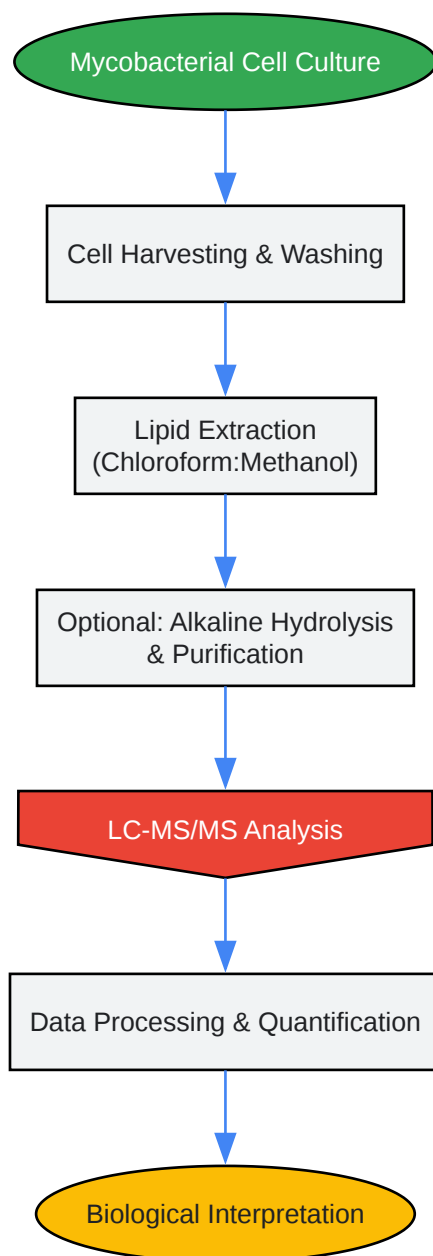 Mycobacterial Cell Culture
Cell Harvesting & Washing
Lipid Extraction
(Chloroform:Methanol)
Optional: Alkaline Hydrolysis
& Purification
LC-MS/MS Analysis
Data Processing & Quantification
Biological Interpretation